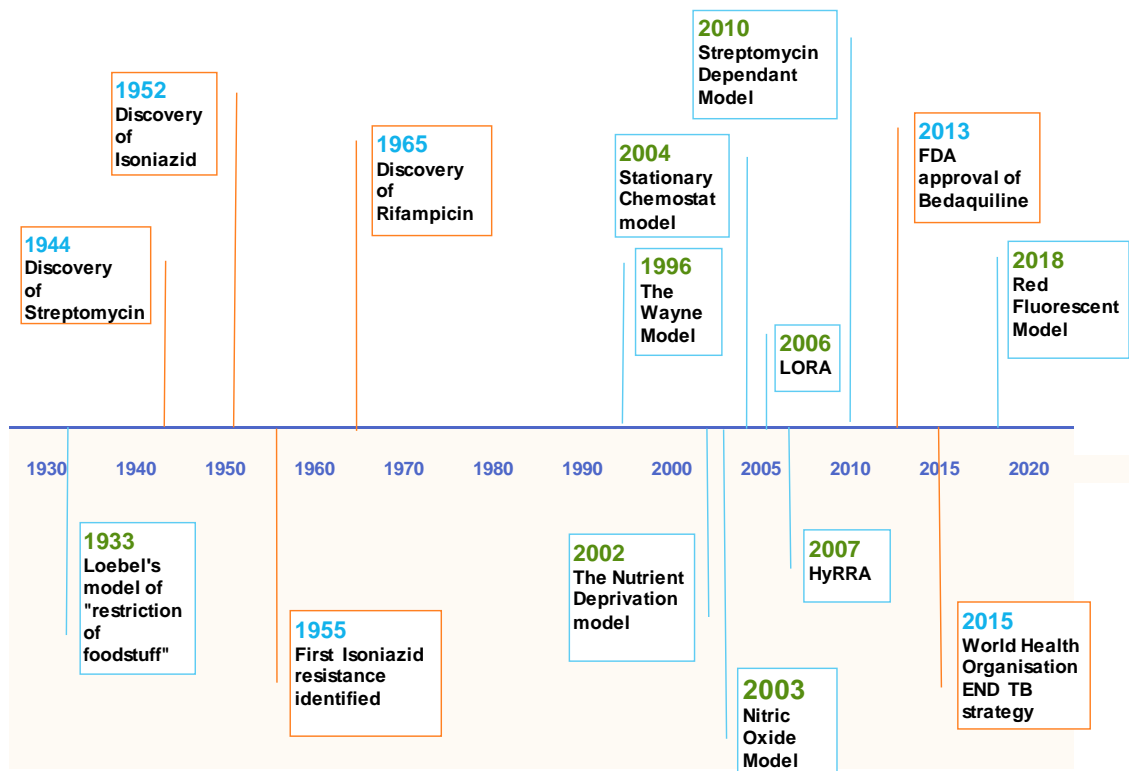 2010
Streptomycin
Dependant
Model
1952
Discovery
of
Isoniazid
1965
Discovery
of
Rifampicin
2004
Stationary
Chemostat
model
2013
FDA
approval of
Bedaquiline
1944
Discovery
of
Streptomycin
1996
The
Wayne
Model
2018
Red
Fluorescent
Model
2006
LORA
1930 1940 1950 1960 1970 1980 1990 2000 2005 2010 2015 2020
1933
Loebel's
model of
"restriction
of
foodstuff"
1955
First Isoniazid
resistance
identified
2002
The Nutrient
Deprivation
model
2007
HyRRA
2003
Nitric
Oxide
Model
2015
World Health
Organisation
END TB
strategy